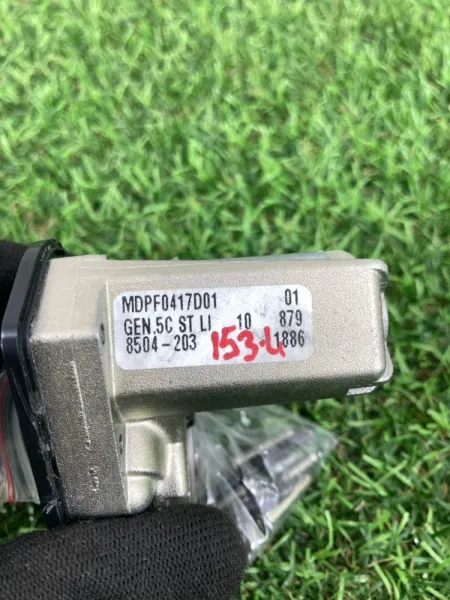 MDPF0417D01 01
GEN.5C ST LI 10 879
8504-203 1886
153.4